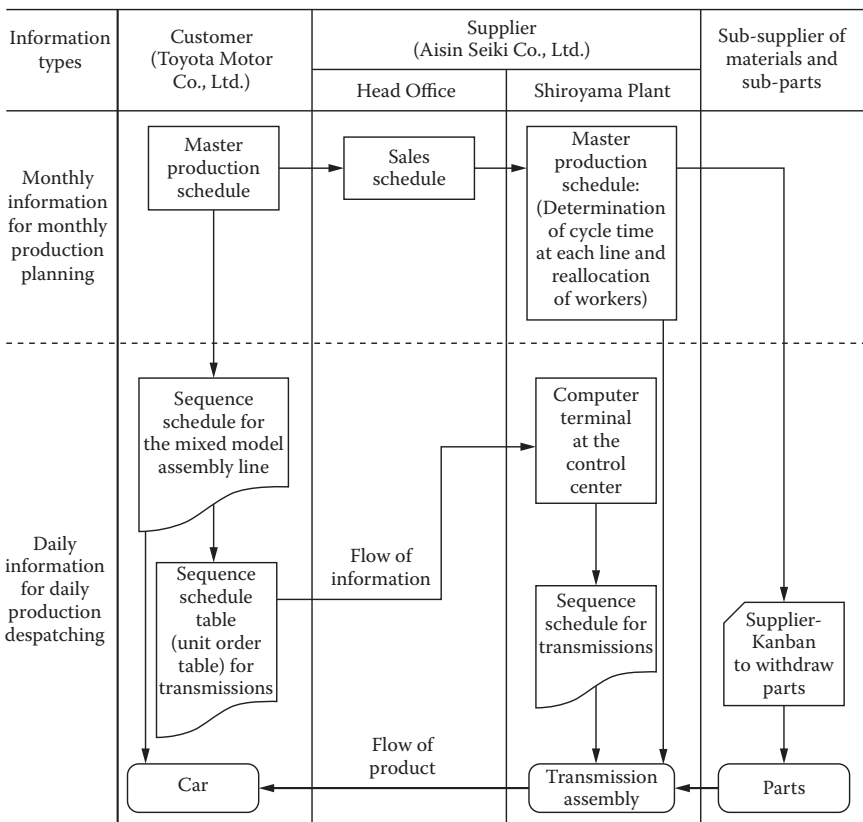 Information
types
Customer
(Toyota Motor
Co., Ltd.)
Supplier
(Aisin Seiki Co., Ltd.)
Head Office
Shiroyama Plant
Sub-supplier of
materials and
sub-parts
Monthly
information
for monthly
production
planning
Master
production
schedule
Sales
schedule
Master
production
schedule:
(Determination
of cycle time
at each line and
reallocation
of workers)
Daily
information
for daily
production
despatching
Sequence
schedule for
the mixed model
assembly line
Sequence
schedule table
(unit order
table) for
transmissions
Flow of
information
Computer
terminal
at the
control
center
Sequence
schedule for
transmissions
Supplier-
Kanban
to withdraw
parts
Car
Flow of
product
Transmission
assembly
Parts